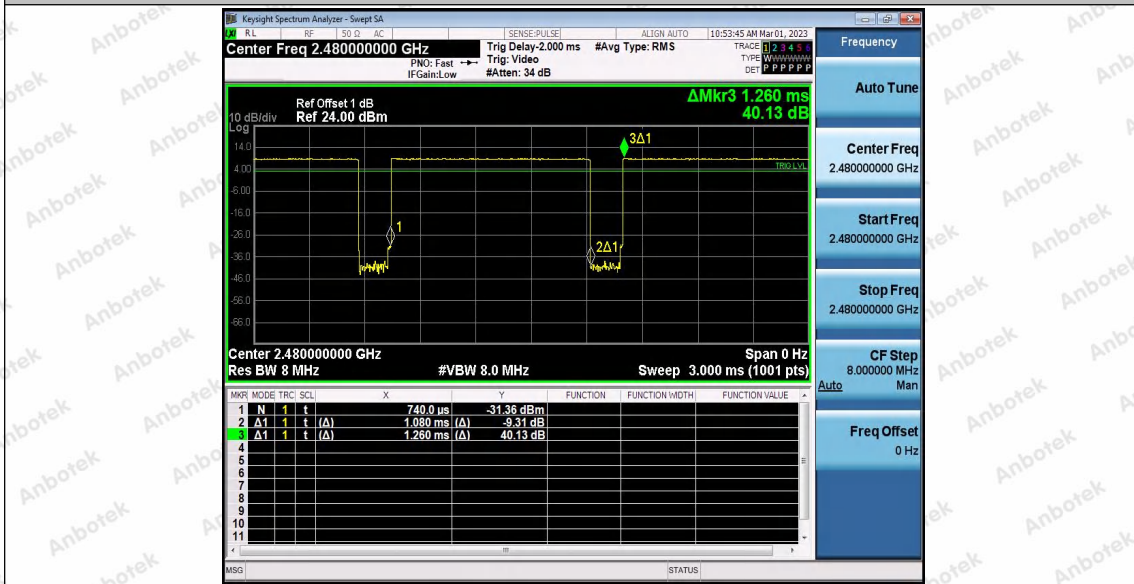 Keysight Spectrum Analyzer - Swept SA
LXI RL RF 50 Ω AC SENSE:PULSE ALIGN AUTO 10:53:45 AM Mar 01, 2023
Center Freq 2.480000000 GHz
PNO: Fast
IFGain:Low
Trig Delay-2.000 ms
Trig: Video
#Atten: 34 dB
#Avg Type: RMS
TRACE 1 2 3 4 5 6
TYPE WWWWWW
DET P P P P P P
Frequency
Auto Tune
Center Freq
2.480000000 GHz
Start Freq
2.480000000 GHz
Stop Freq
2.480000000 GHz
CF Step
8.000000 MHz
Auto Man
Freq Offset
0 Hz
ΔMkr3 1.260 ms
40.13 dB
Ref Offset 1 dB
10 dB/div Ref 24.00 dBm
Log
14.0
4.00
-6.00
-16.0
-26.0
-36.0
-46.0
-56.0
-66.0
3Δ1
TRIG LVL
1
2Δ1
Center 2.480000000 GHz Span 0 Hz
Res BW 8 MHz #VBW 8.0 MHz Sweep 3.000 ms (1001 pts)
MKR MODE TRC SCL X Y FUNCTION FUNCTION WIDTH FUNCTION VALUE
1 N 1 t 740.0 µs -31.36 dBm
2 Δ1 1 t (Δ) 1.080 ms (Δ) -9.31 dB
3 Δ1 1 t (Δ) 1.260 ms (Δ) 40.13 dB
4
5
6
7
8
9
10
11
MSG STATUS
Anbotek